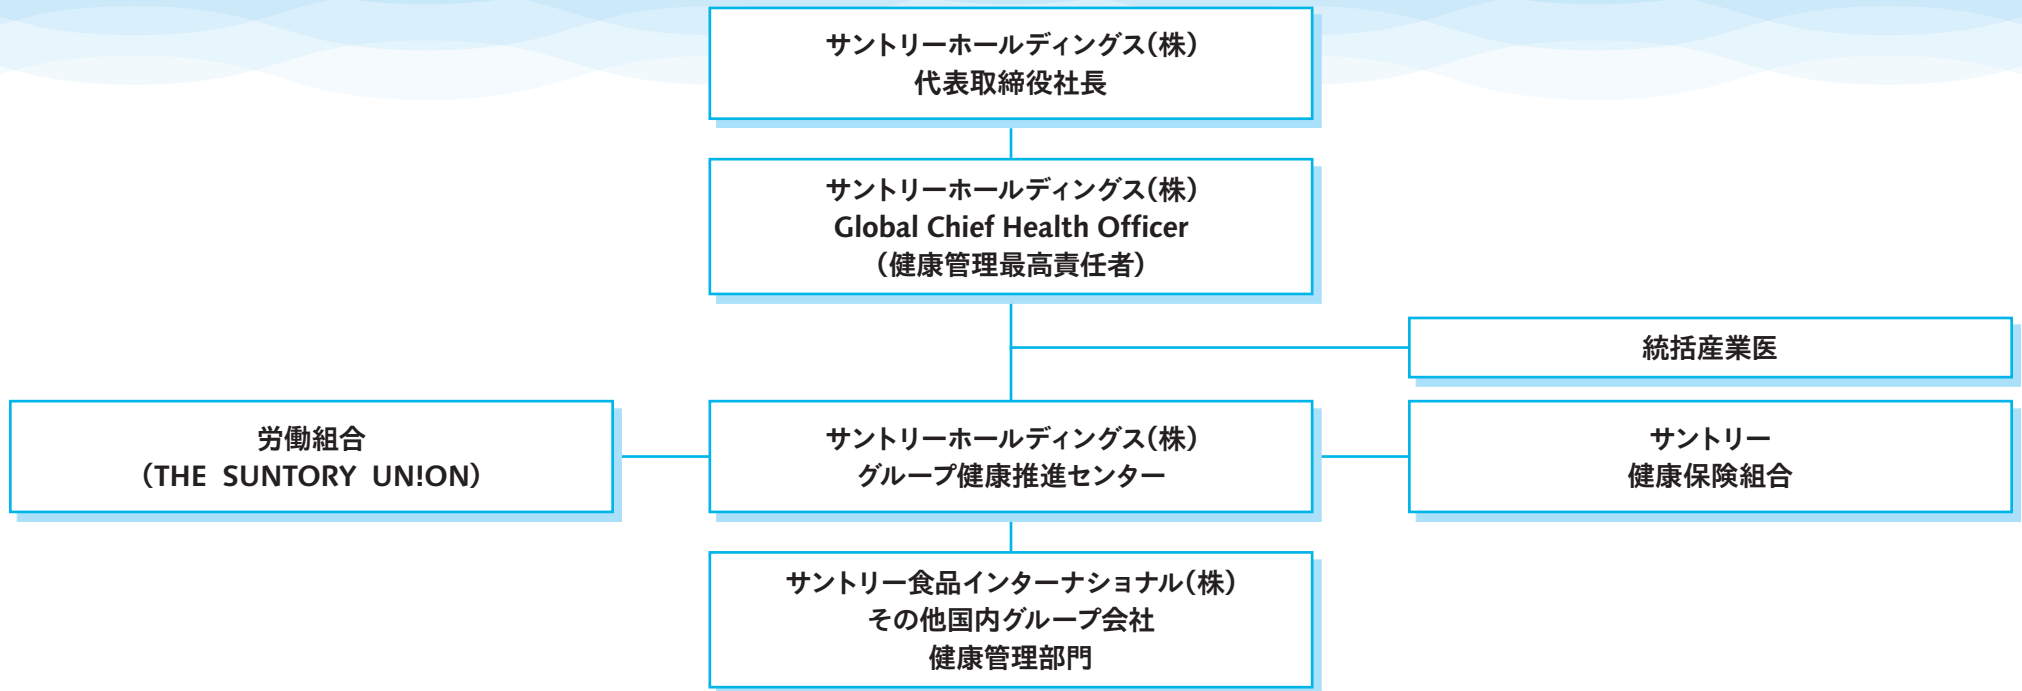 サントリーホールディングス(株)
代表取締役社長
サントリーホールディングス(株)
Global Chief Health Officer
(健康管理最高責任者)
統括産業医
労働組合
(THE SUNTORY UN!ON)
サントリーホールディングス(株)
グループ健康推進センター
サントリー
健康保険組合
サントリー食品インターナショナル(株)
その他国内グループ会社
健康管理部門